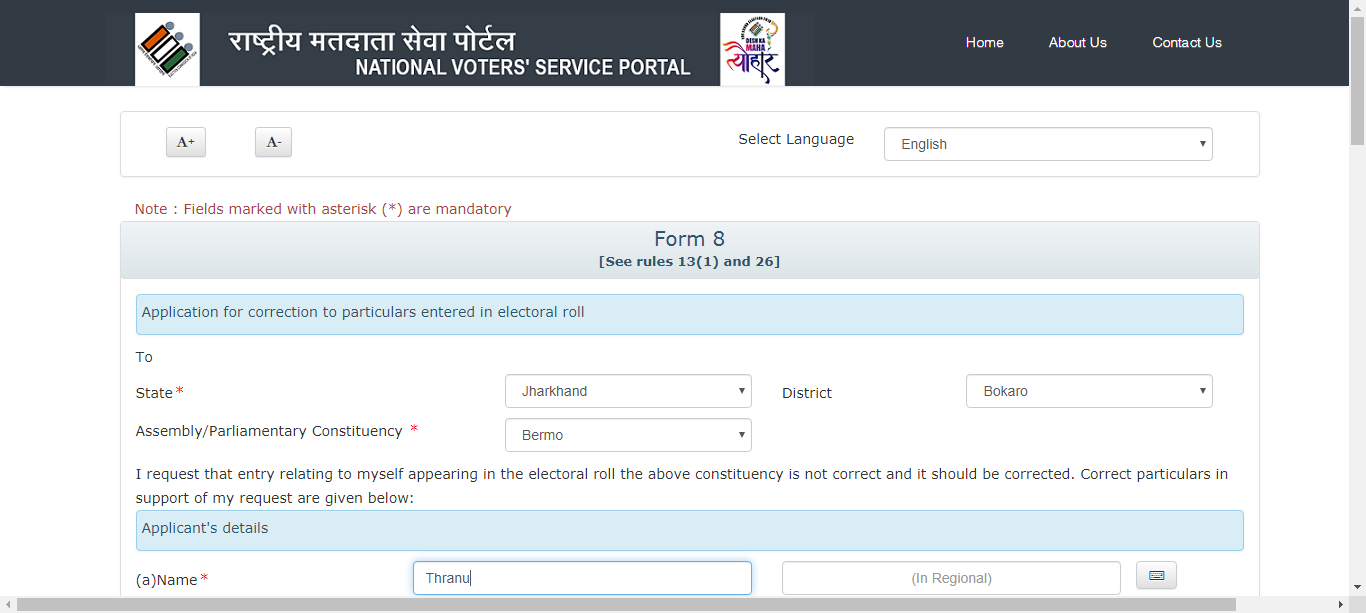 राष्ट्रीय मतदाता सेवा पोर्टल
NATIONAL VOTERS' SERVICE PORTAL
DESH KA
MAHA
त्यौहार
Home About Us Contact Us
A+ A- Select Language English
Note : Fields marked with asterisk (*) are mandatory
Form 8
[See rules 13(1) and 26]
Application for correction to particulars entered in electoral roll
To
State* Jharkhand District Bokaro
Assembly/Parliamentary Constituency * Bermo
I request that entry relating to myself appearing in the electoral roll the above constituency is not correct and it should be corrected. Correct particulars in
support of my request are given below:
Applicant's details
(a)Name* Thranu (In Regional)